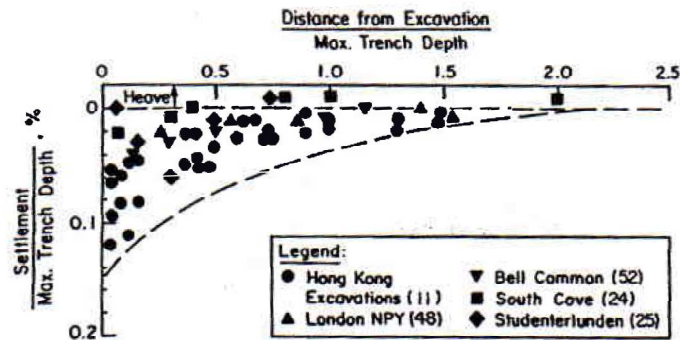 Distance from Excavation
Max. Trench Depth
0 0.5 1.0 1.5 2.0 2.5
Heave
0
0.1
0.2
Settlement
Max. Trench Depth , %
Legend:
Hong Kong
Excavations (11)
London NPY (48)
Bell Common (52)
South Cove (24)
Studenterlunden (25)